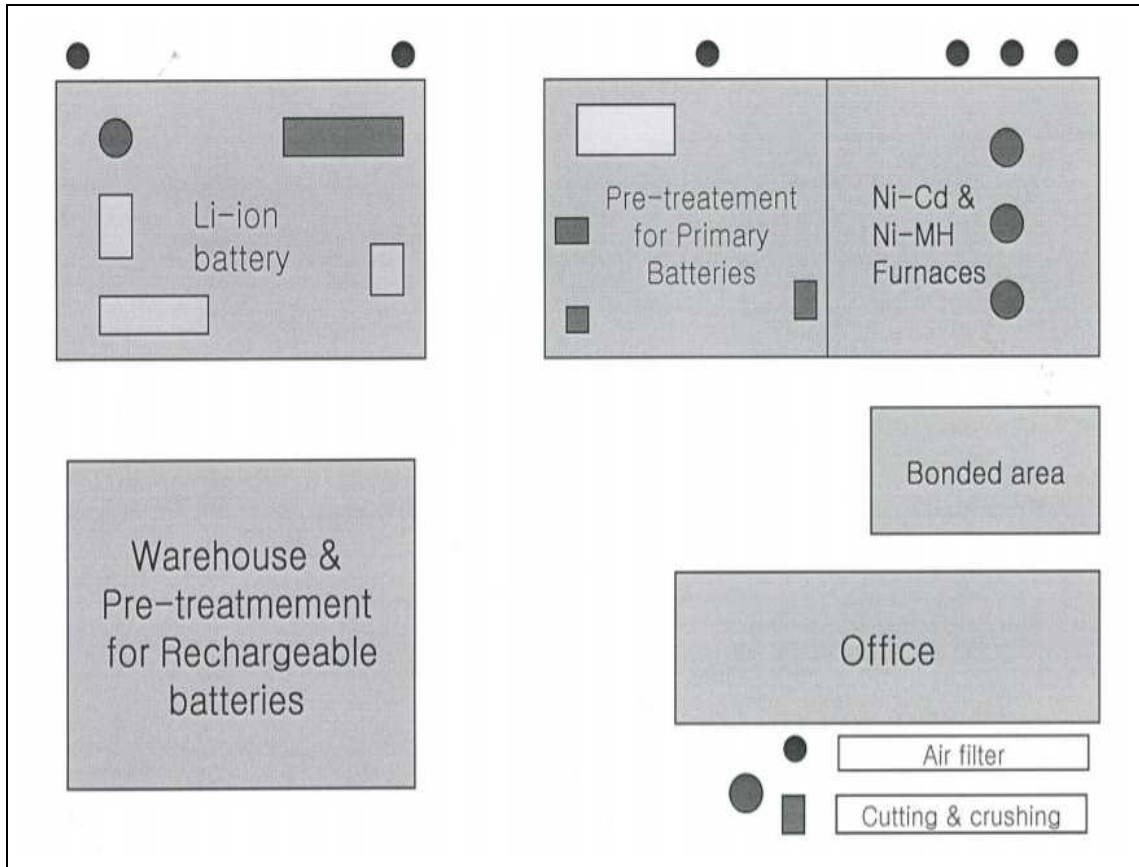 Li-ion
battery
Pre-treatement
for Primary
Batteries
Ni-Cd &
Ni-MH
Furnaces
Bonded area
Warehouse &
Pre-treatmement
for Rechargeable
batteries
Office
Air filter
Cutting & crushing